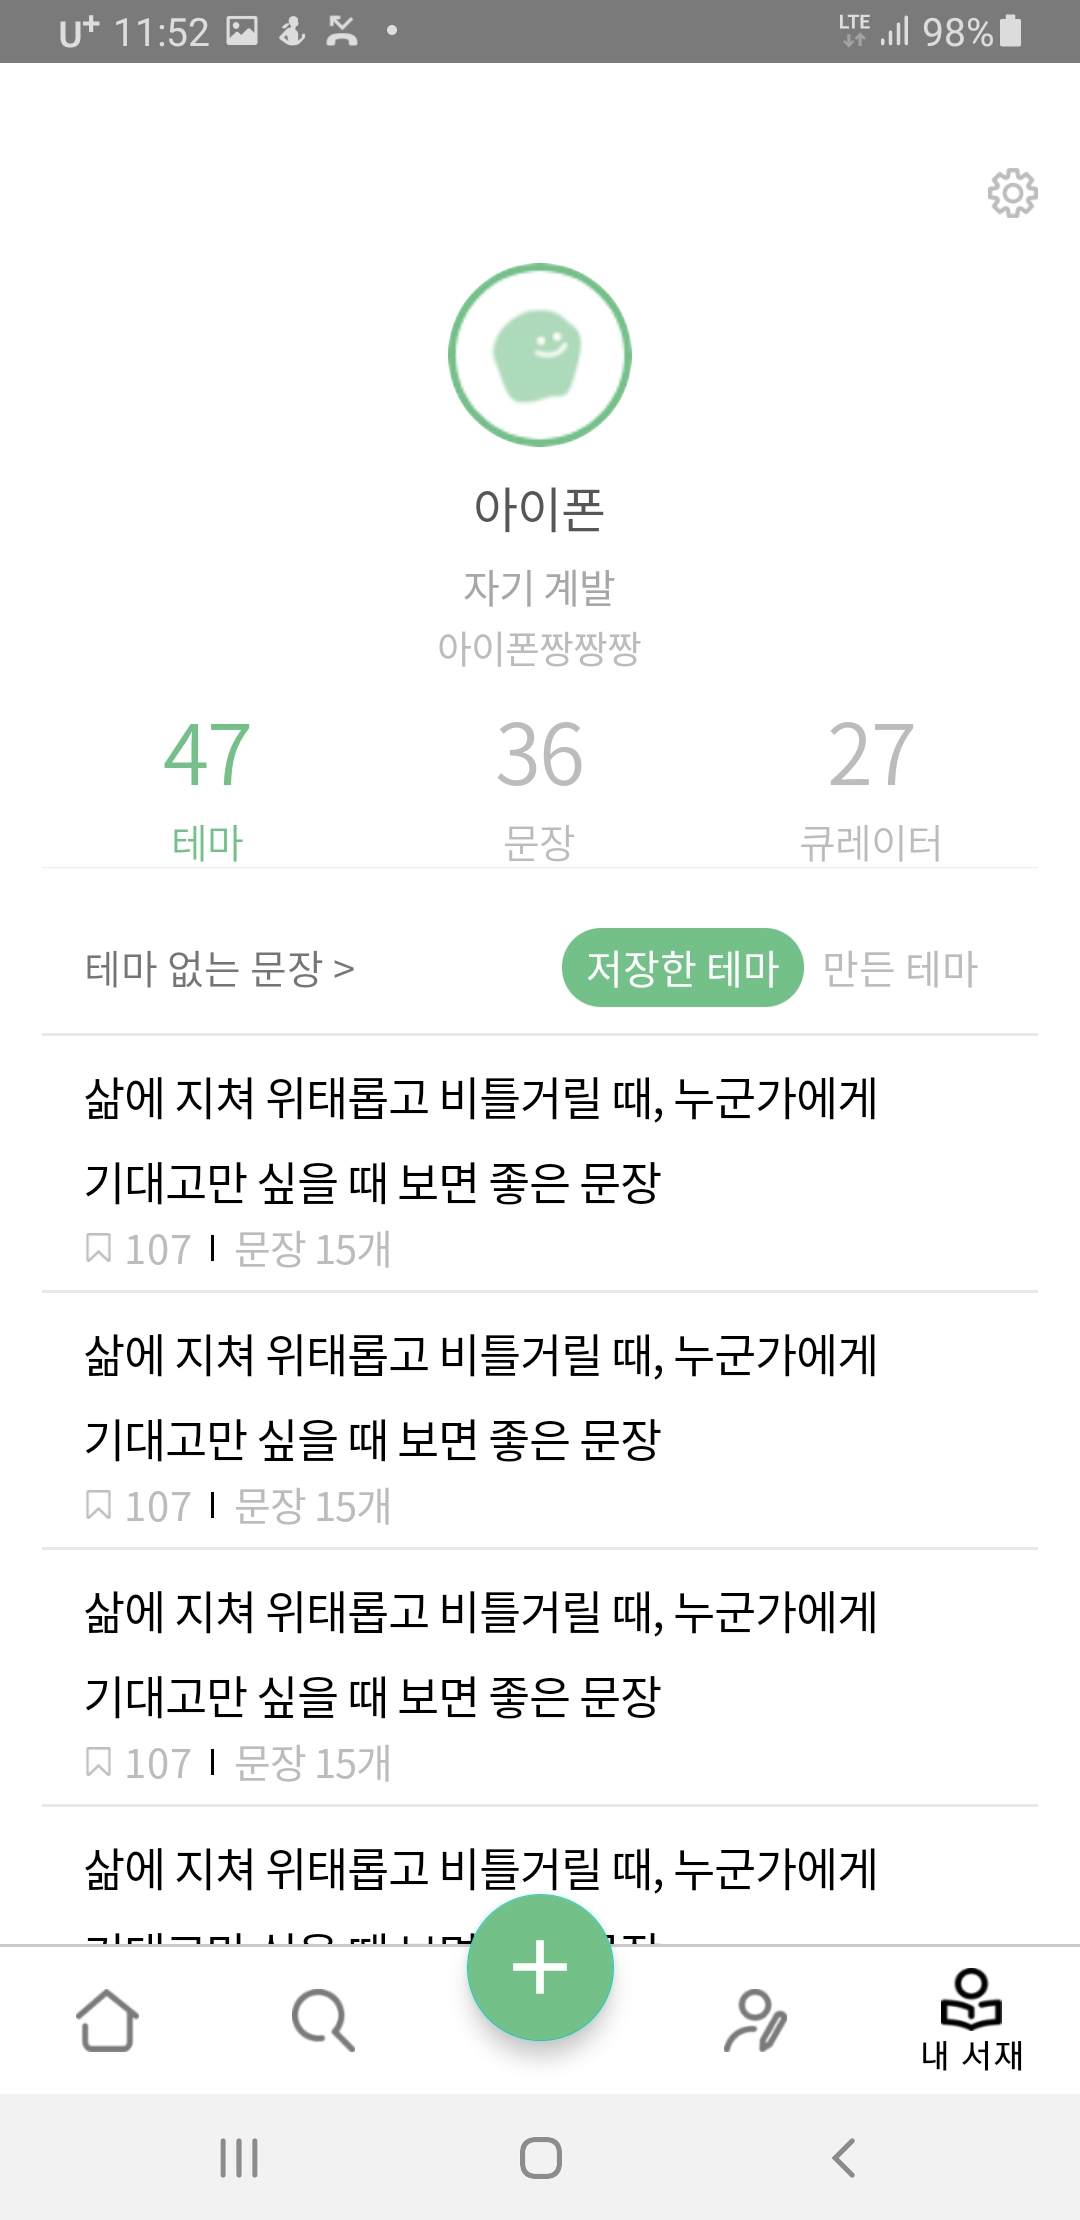 U+ 11:52
LTE 98%
아이폰
자기 계발
아이폰짱짱짱
47 36 27
테마 문장 큐레이터
테마 없는 문장 > 저장한 테마 만든 테마
삶에 지쳐 위태롭고 비틀거릴 때, 누군가에게
기대고만 싶을 때 보면 좋은 문장
107 문장 15개
삶에 지쳐 위태롭고 비틀거릴 때, 누군가에게
기대고만 싶을 때 보면 좋은 문장
107 문장 15개
삶에 지쳐 위태롭고 비틀거릴 때, 누군가에게
기대고만 싶을 때 보면 좋은 문장
107 문장 15개
삶에 지쳐 위태롭고 비틀거릴 때, 누군가에게
내 서재